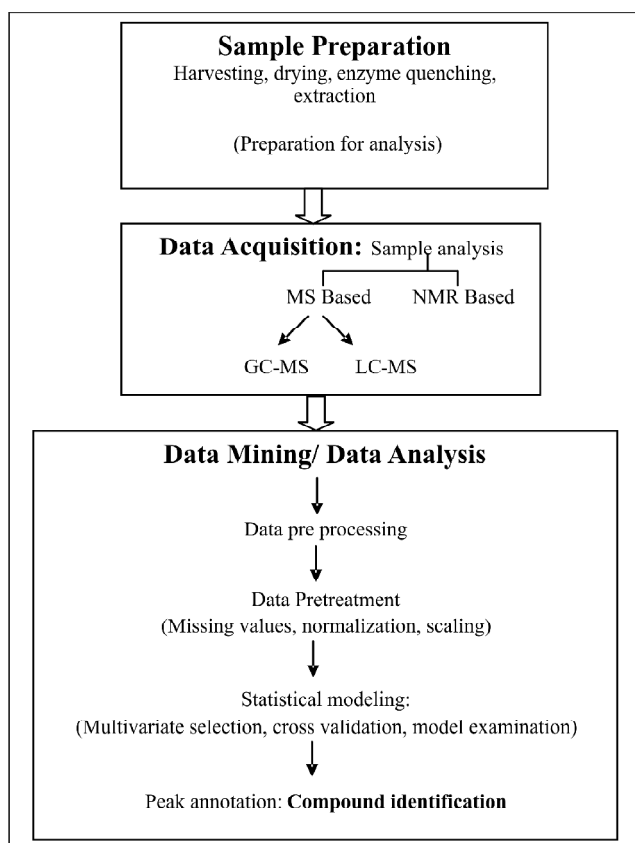 Sample Preparation
Harvesting, drying, enzyme quenching,
extraction
(Preparation for analysis)
Data Acquisition: Sample analysis
MS Based NMR Based
GC-MS LC-MS
Data Mining/ Data Analysis
Data pre processing
Data Pretreatment
(Missing values, normalization, scaling)
Statistical modeling:
(Multivariate selection, cross validation, model examination)
Peak annotation: Compound identification